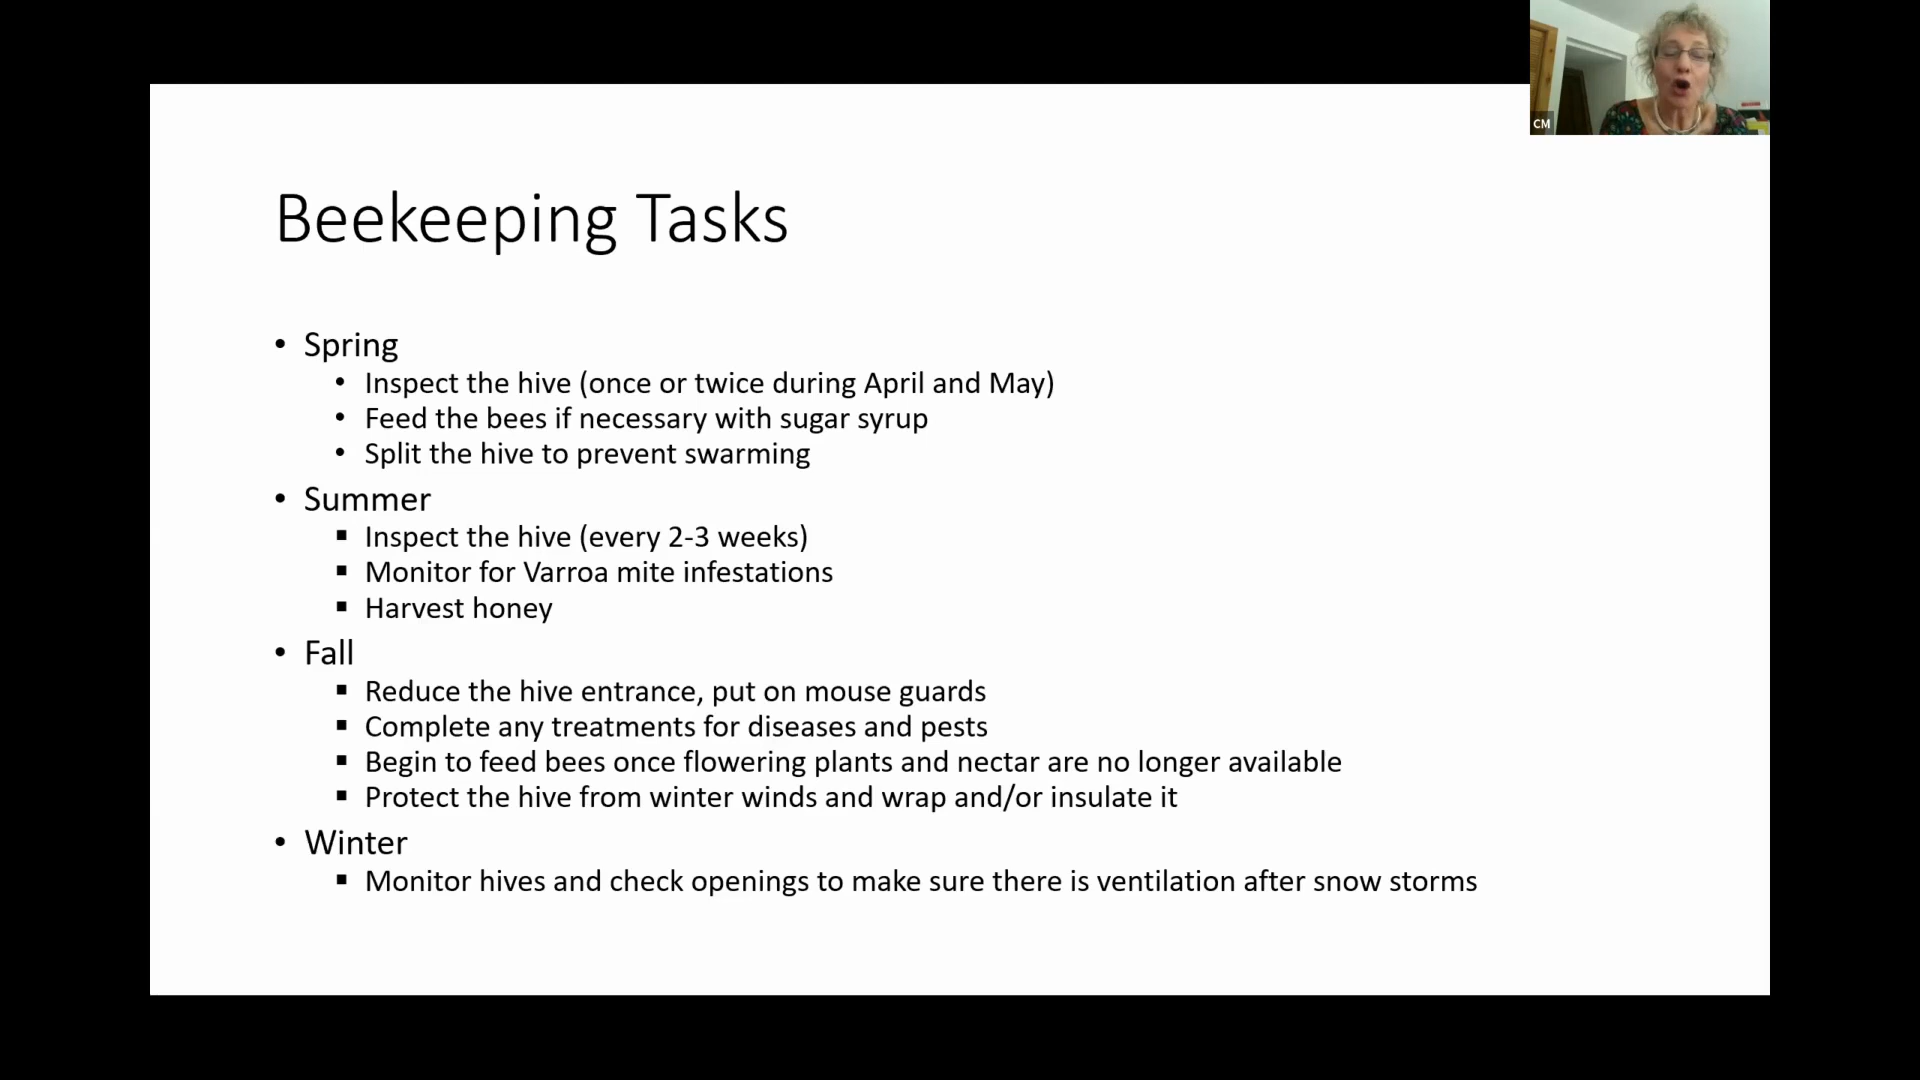 CM
Beekeeping Tasks
• Spring
• Inspect the hive (once or twice during April and May)
• Feed the bees if necessary with sugar syrup
• Split the hive to prevent swarming
• Summer
▪ Inspect the hive (every 2-3 weeks)
▪ Monitor for Varroa mite infestations
▪ Harvest honey
• Fall
▪ Reduce the hive entrance, put on mouse guards
▪ Complete any treatments for diseases and pests
▪ Begin to feed bees once flowering plants and nectar are no longer available
▪ Protect the hive from winter winds and wrap and/or insulate it
• Winter
▪ Monitor hives and check openings to make sure there is ventilation after snow storms